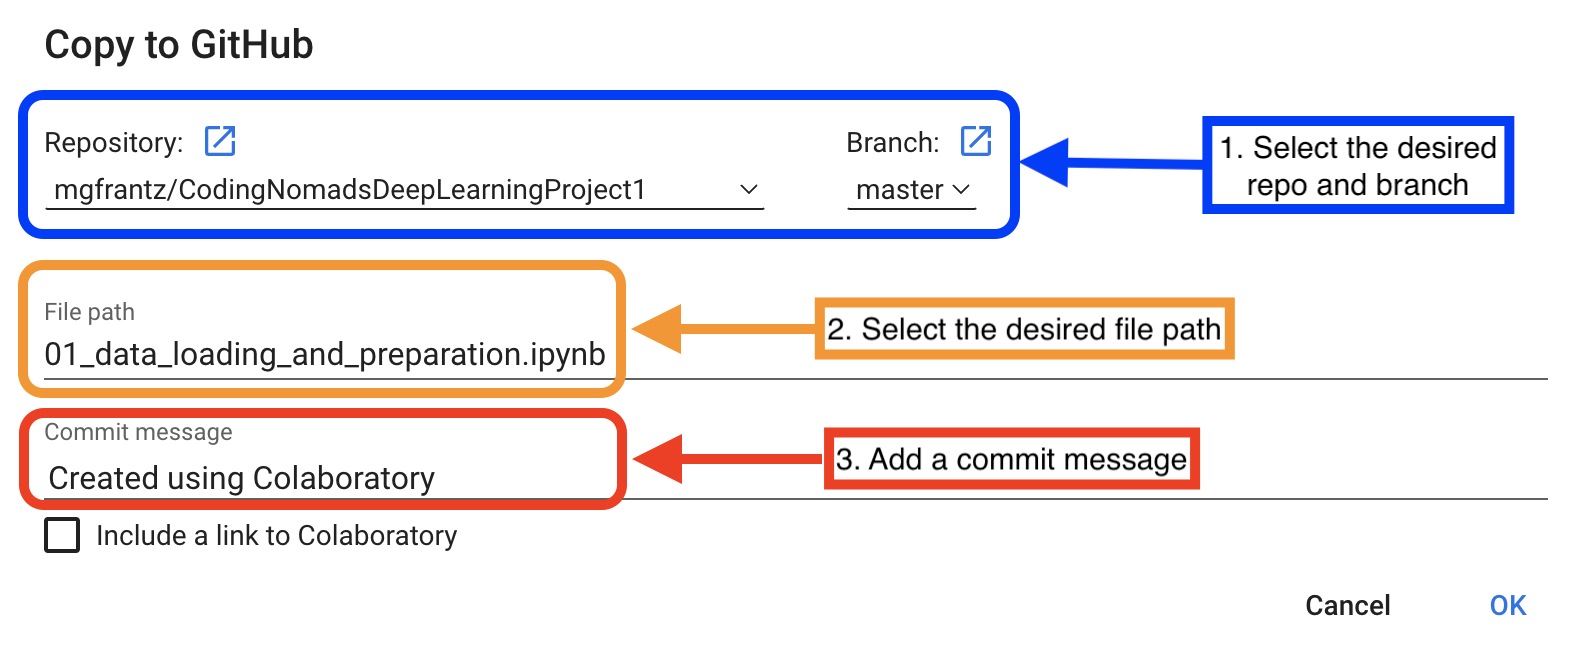 Copy to GitHub
Repository:
Branch:
mgfrantz/CodingNomadsDeepLearningProject1
master
1. Select the desired
repo and branch
File path
01_data_loading_and_preparation.ipynb
2. Select the desired file path
Commit message
Created using Colaboratory
3. Add a commit message
Include a link to Colaboratory
Cancel
OK